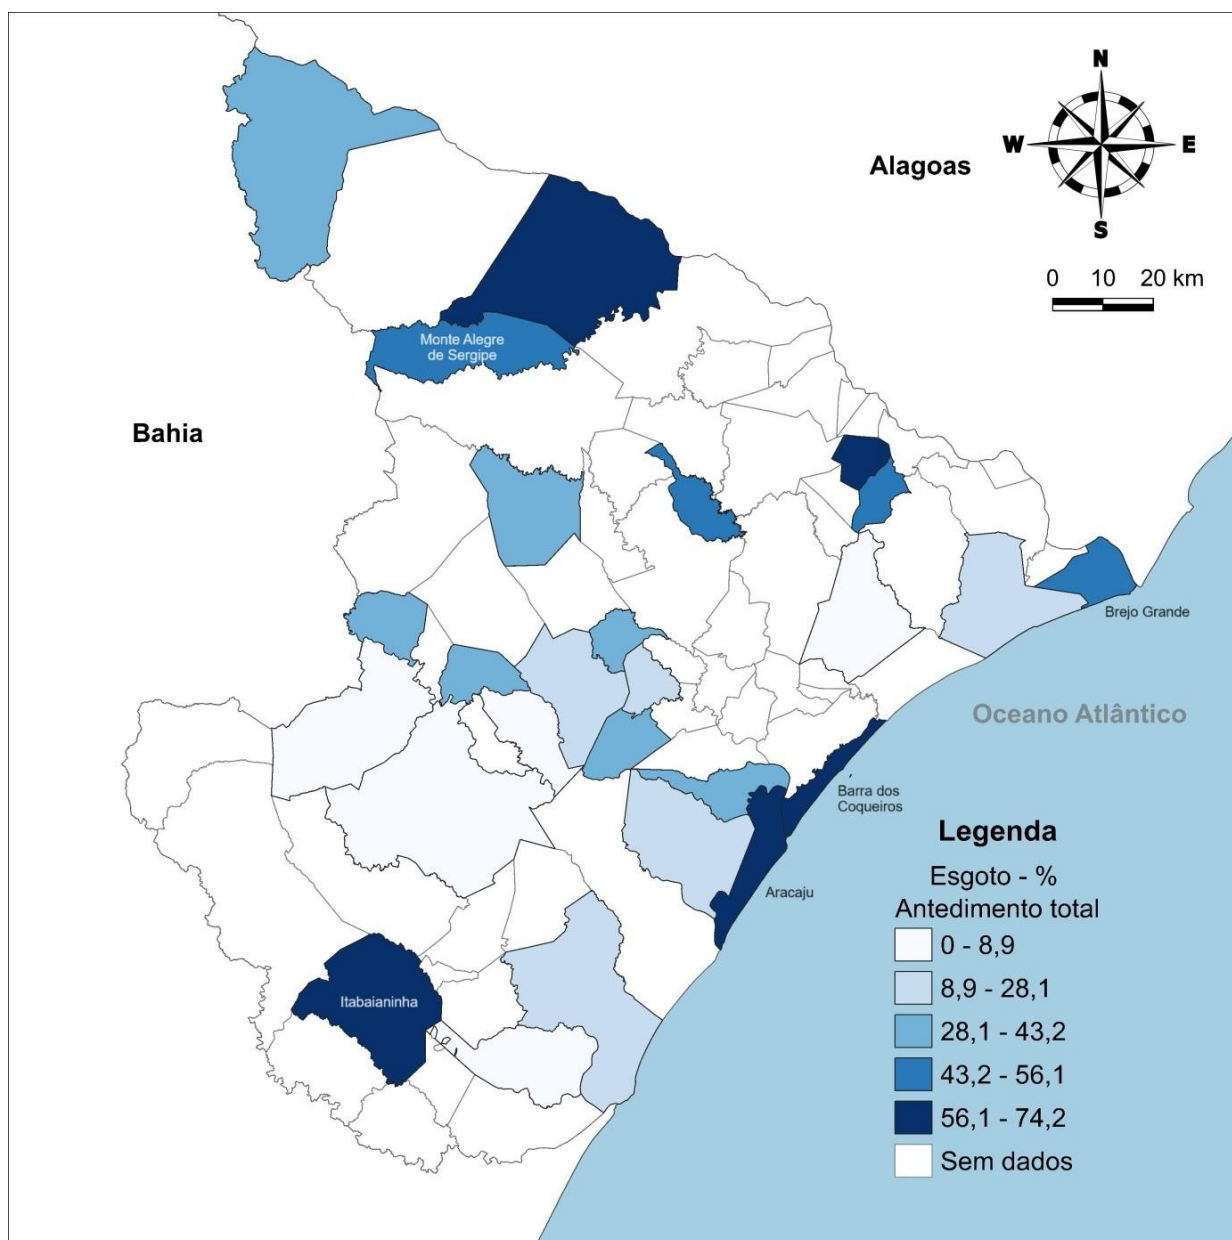 N
W
E
S
Alagoas
0 10 20 km
Monte Alegre
de Sergipe
Bahia
Brejo Grande
Oceano Atlântico
Barra dos
Coqueiros
Aracaju
Itabaianinha
Legenda
Esgoto - %
Antedimento total
0 - 8,9
8,9 - 28,1
28,1 - 43,2
43,2 - 56,1
56,1 - 74,2
Sem dados